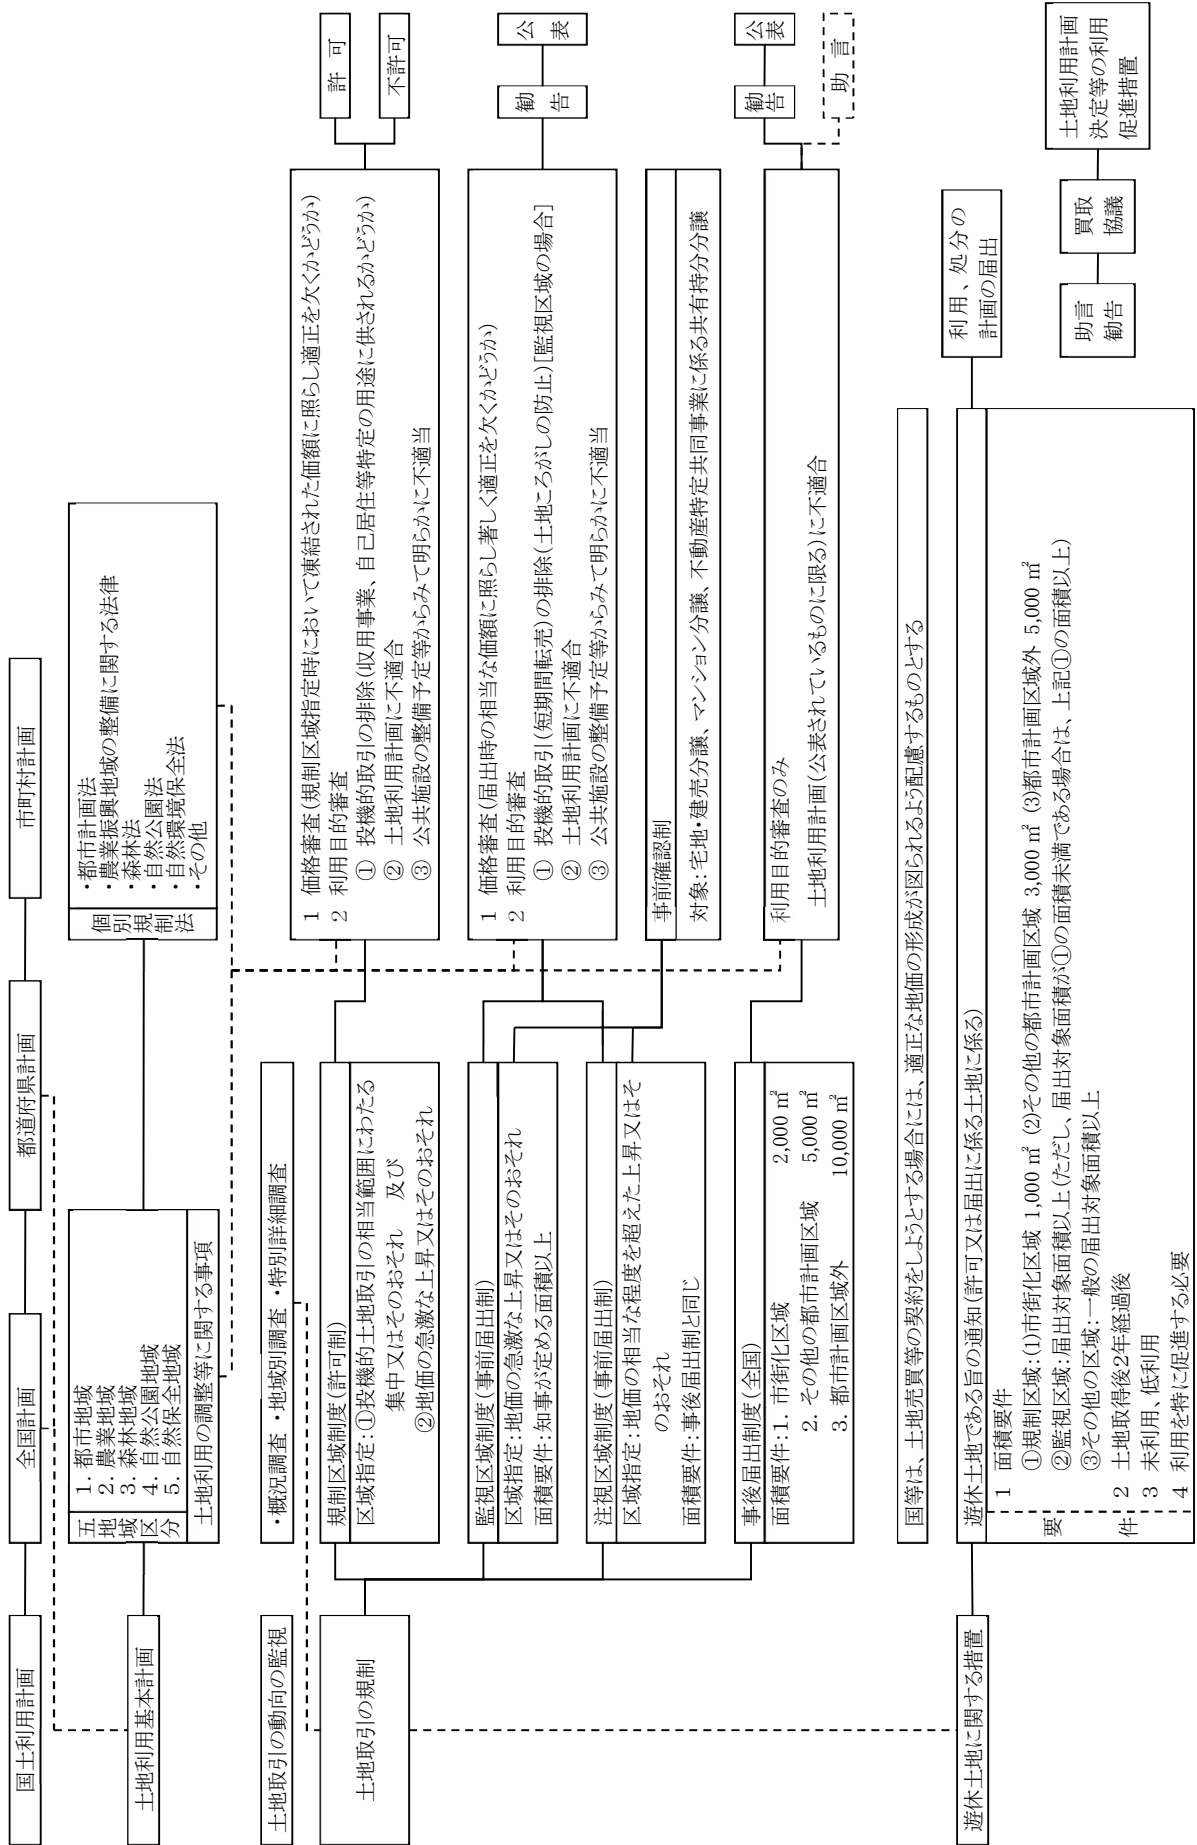 国土利用計画
全国計画
都道府県計画
市町村計画
土地利用基本計画
五地域区分
1. 都市地域
2. 農業地域
3. 森林地域
4. 自然公園地域
5. 自然保全地域
土地利用の調整等に関する事項
個別規制法
・都市計画法
・農業振興地域の整備に関する法律
・森林法
・自然公園法
・自然環境保全法
・その他
土地取引の動向の監視
・概況調査 ・地域別調査 ・特別詳細調査
土地取引の規制
規制区域制度(許可制)
区域指定:①投機的土地取引の相当範囲にわたる
集中又はそのおそれ 及び
②地価の急激な上昇又はそのおそれ
1 価格審査(規制区域指定時において凍結された価額に照らし適正を欠くかどうか)
2 利用目的審査
① 投機的取引の排除(収用事業、自己居住等特定の用途に供されるかどうか)
② 土地利用計画に不適合
③ 公共施設の整備予定等からみて明らかに不適当
許可
不許可
監視区域制度(事前届出制)
区域指定:地価の急激な上昇又はそのおそれ
面積要件:知事が定める面積以上
1 価格審査(届出時の相当な価額に照らし著しく適正を欠くかどうか)
2 利用目的審査
① 投機的取引(短期間転売)の排除(土地ころがしの防止)[監視区域の場合]
② 土地利用計画に不適合
③ 公共施設の整備予定等からみて明らかに不適当
勧告
公表
注視区域制度(事前届出制)
区域指定:地価の相当な程度を超えた上昇又はそ
のおそれ
面積要件:事後届出制と同じ
事前確認制
対象:宅地・建売分譲、マンション分譲、不動産特定共同事業に係る共有持分分譲
事後届出制度(全国)
面積要件:1. 市街化区域 2,000 ㎡
2. その他の都市計画区域 5,000 ㎡
3. 都市計画区域外 10,000 ㎡
利用目的審査のみ
土地利用計画(公表されているものに限る)に不適合
勧告
公表
助言
国等は、土地売買等の契約をしようとする場合には、適正な地価の形成が図られるよう配慮するものとする
遊休土地に関する措置
遊休土地である旨の通知(許可又は届出に係る土地に係る)
要件
1 面積要件
①規制区域:(1)市街化区域 1,000 ㎡ (2)その他の都市計画区域 3,000 ㎡ (3)都市計画区域外 5,000 ㎡
②監視区域:届出対象面積以上(ただし、届出対象面積が①の面積未満である場合は、上記①の面積以上)
③その他の区域:一般の届出対象面積以上
2 土地取得後2年経過後
3 未利用、低利用
4 利用を特に促進する必要
利用、処分の
計画の届出
助言
勧告
買取
協議
土地利用計画
決定等の利用
促進措置